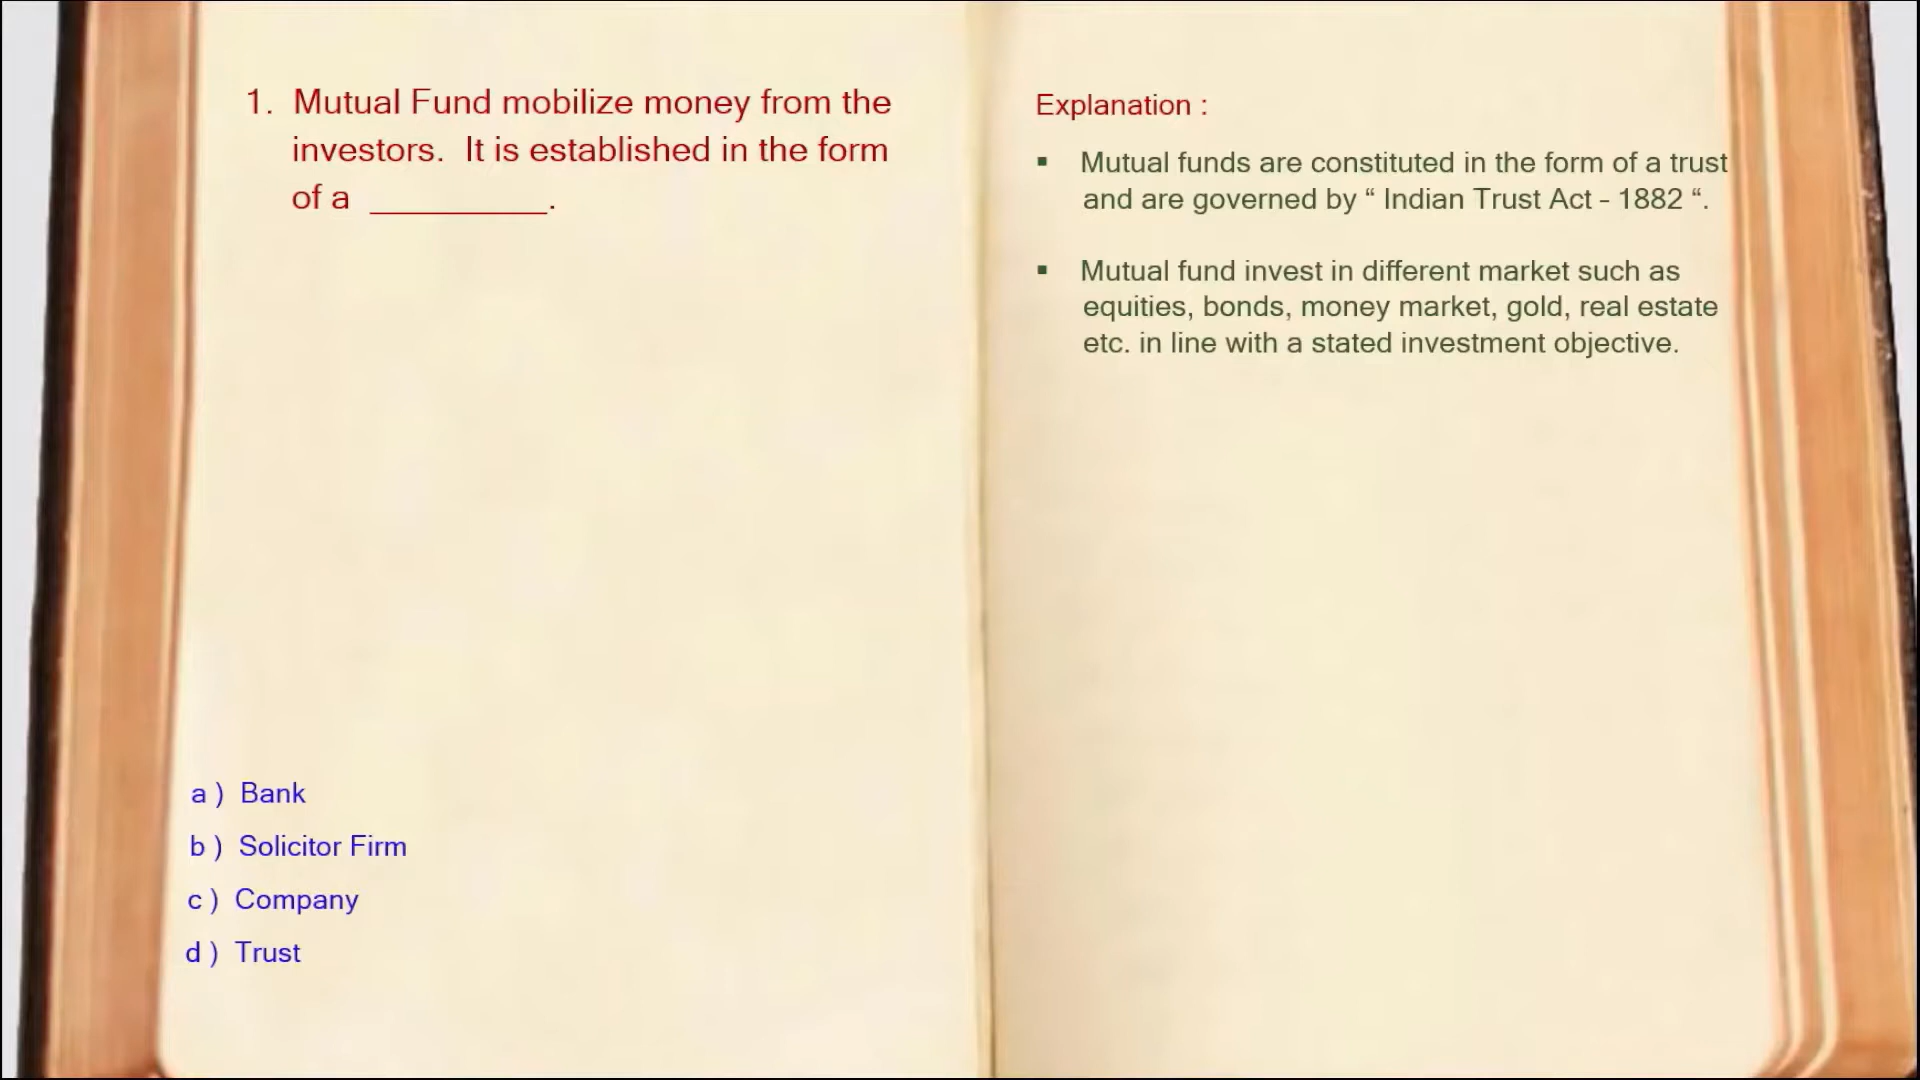 1. Mutual Fund mobilize money from the
investors. It is established in the form
of a __________.
a ) Bank
b ) Solicitor Firm
c ) Company
d ) Trust
Explanation :
▪ Mutual funds are constituted in the form of a trust
and are governed by “ Indian Trust Act – 1882 “.
▪ Mutual fund invest in different market such as
equities, bonds, money market, gold, real estate
etc. in line with a stated investment objective.